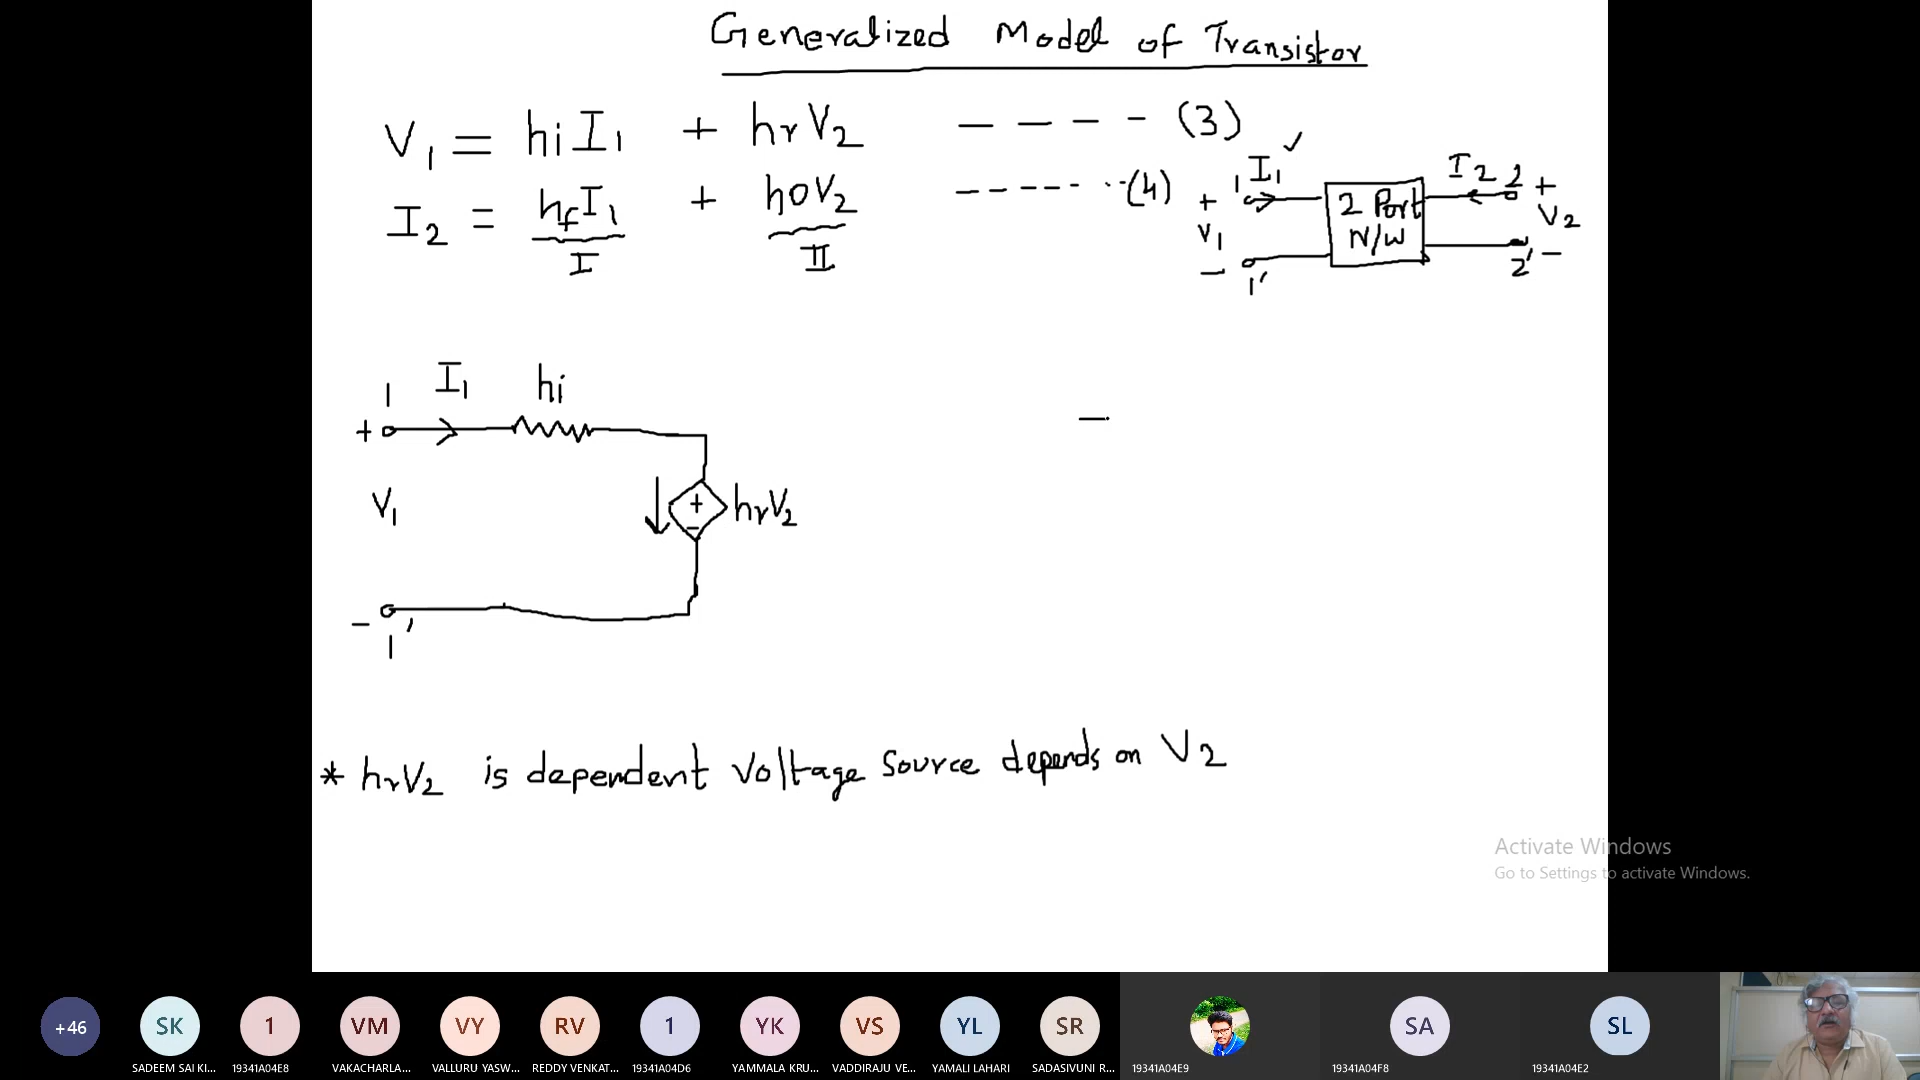 Generalized Model of Transistor
V1 = hi I1 + hrV2 - - - - (3)
I2 = hf I1 + hoV2 ------ ··(4)
I II
I1 ✓ I2 2
+ 1 2 Port +
V1 N/W V2
- 1' 2' -
1 I1 hi
+
V1 + - hrV2
- 1'
* hrV2 is dependent Voltage Source depends on V2
Activate Windows
Go to Settings to activate Windows.
+46 SK 1 VM VY RV 1 YK VS YL SR SA SL
SADEEM SAI KI... 19341A04E8 VAKACHARLA... VALLURU YASW... REDDY VENKAT... 19341A04D6 YAMMALA KRU... VADDIRAJU VE... YAMALI LAHARI SADASIVUNI R... 19341A04E9 19341A04F8 19341A04E2